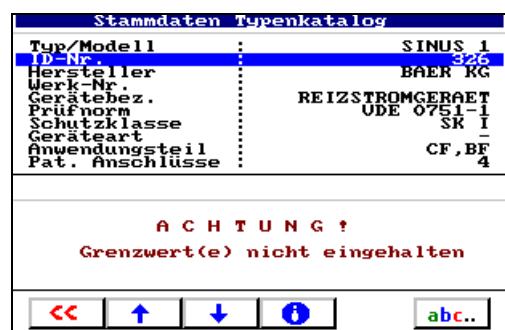 Stammdaten Typenkatalog
Typ/Modell : SINUS 1
ID-Nr. : 326
Hersteller : BAER KG
Werk-Nr. :
Gerätebez. : REIZSTROMGERAET
Prüfnorm : VDE 0751-1
Schutzklasse : SK I
Geräteart : -
Anwendungsteil : CF,BF
Pat. Anschlüsse : 4
A C H T U N G !
Grenzwert(e) nicht eingehalten
<< abc..